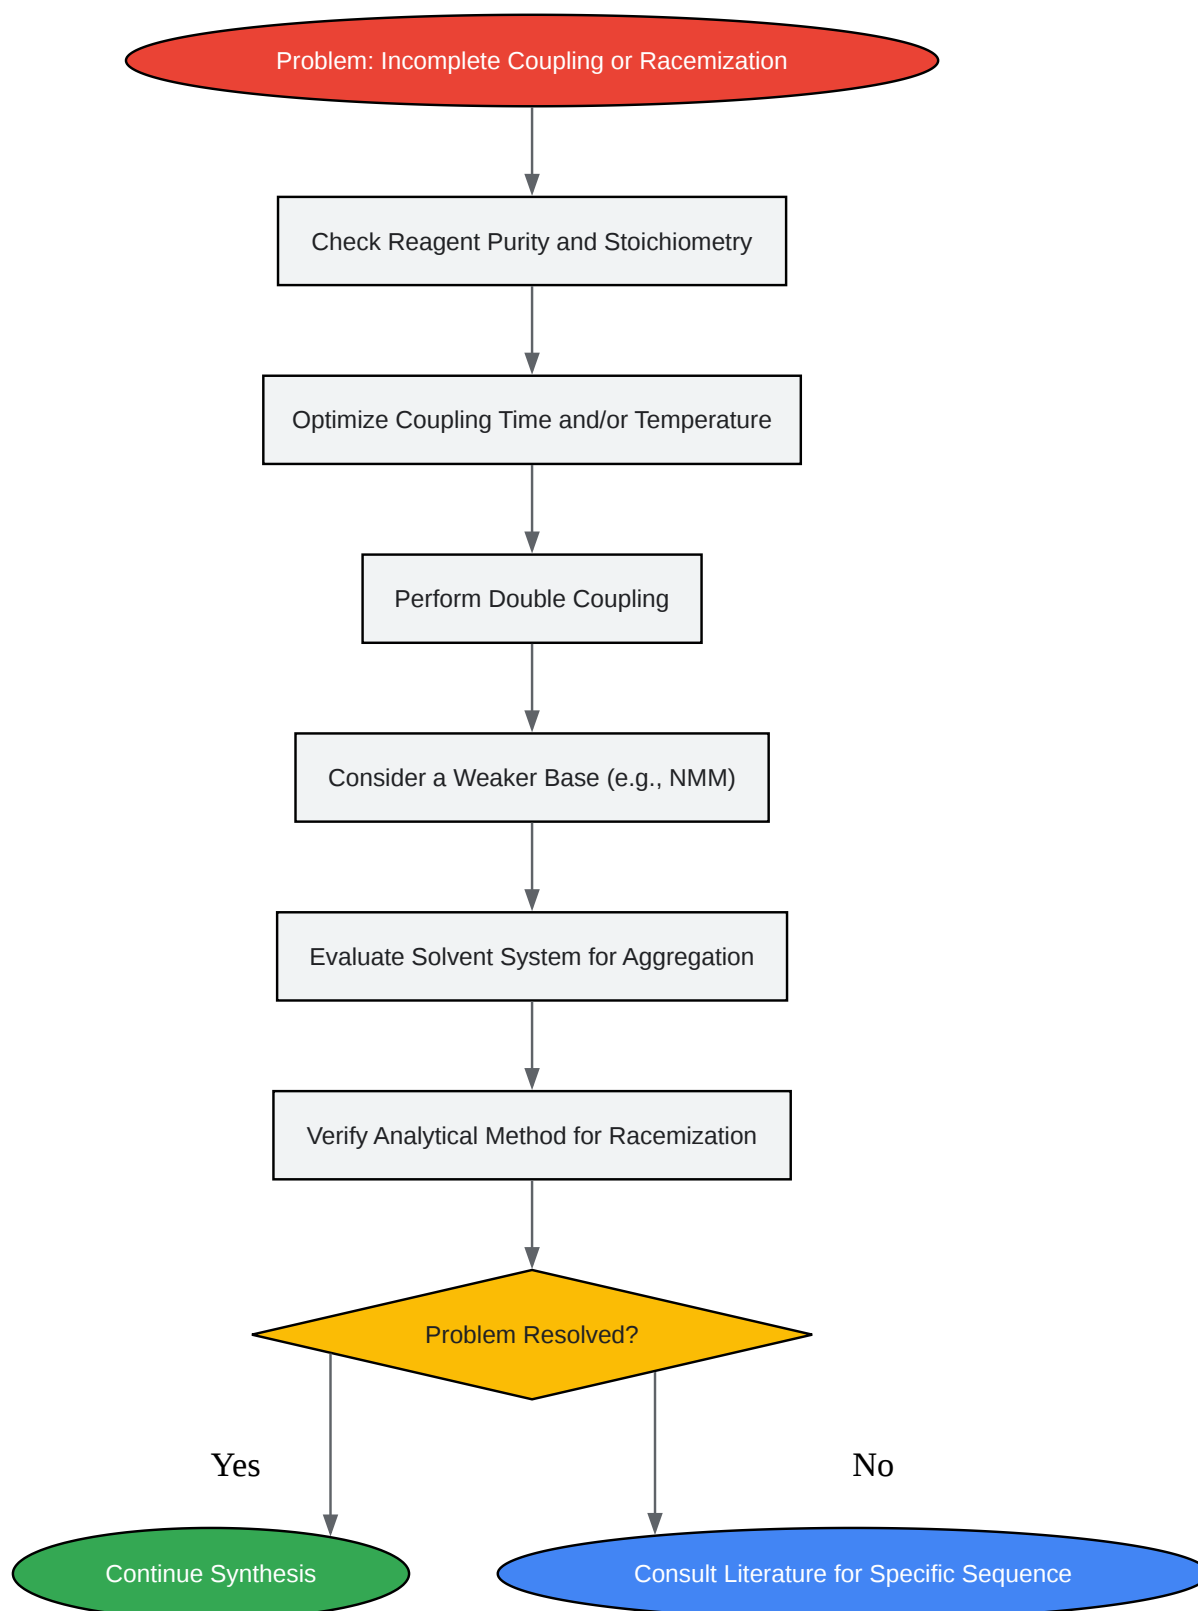 Problem: Incomplete Coupling or Racemization
Check Reagent Purity and Stoichiometry
Optimize Coupling Time and/or Temperature
Perform Double Coupling
Consider a Weaker Base (e.g., NMM)
Evaluate Solvent System for Aggregation
Verify Analytical Method for Racemization
Problem Resolved?
Yes
No
Continue Synthesis
Consult Literature for Specific Sequence